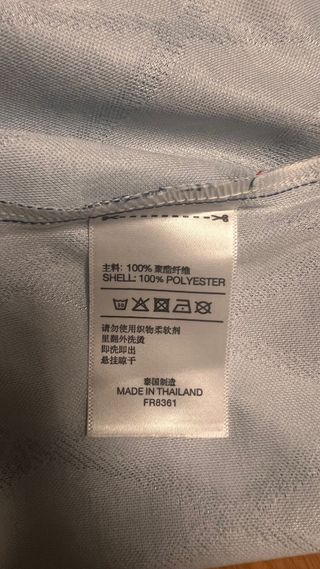 主料: 100% 聚酯纤维
SHELL: 100% POLYESTER
请勿使用织物柔软剂
里翻外洗烫
即洗即出
悬挂晾干
泰国制造
MADE IN THAILAND
FR8361